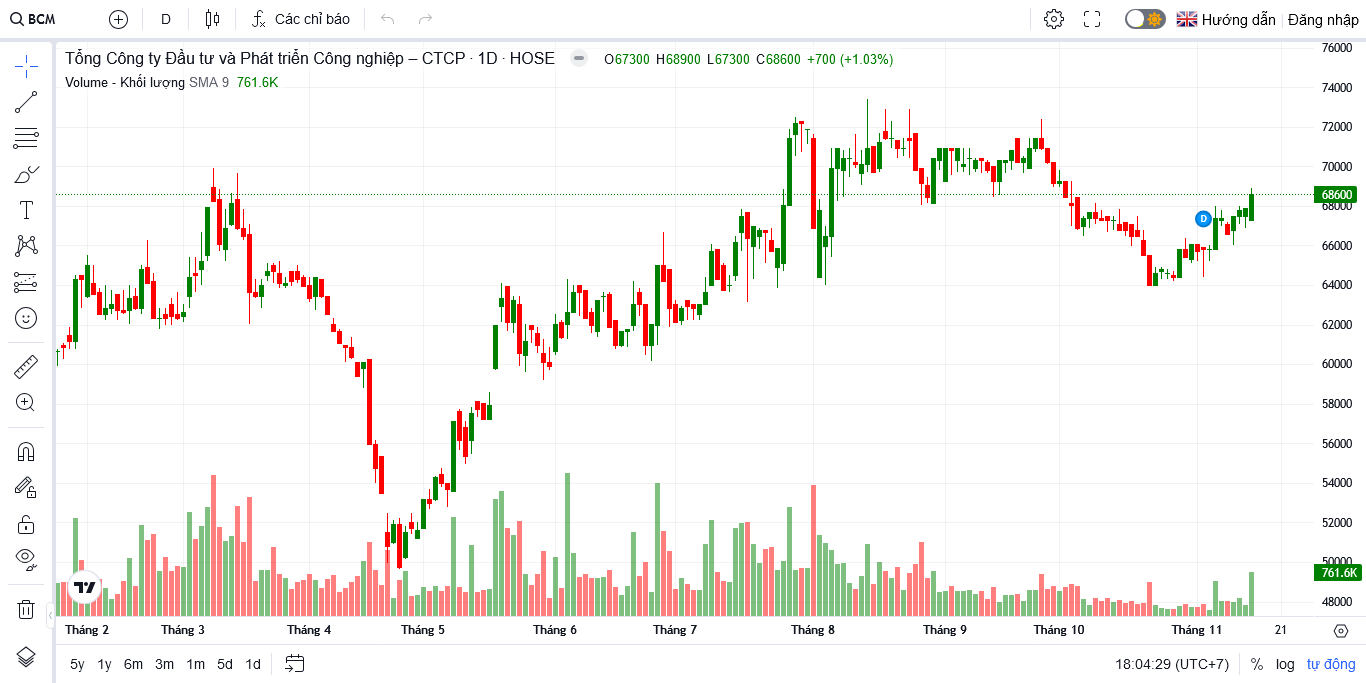 BCM D Các chỉ báo Hướng dẫn Đăng nhập
Tổng Công ty Đầu tư và Phát triển Công nghiệp – CTCP · 1D · HOSE O67300 H68900 L67300 C68600 +700 (+1.03%)
Volume - Khối lượng SMA 9 761.6K
76000
74000
72000
70000
68600
68000
D
66000
64000
62000
60000
58000
56000
54000
52000
50000
761.6K
48000
Tháng 2 Tháng 3 Tháng 4 Tháng 5 Tháng 6 Tháng 7 Tháng 8 Tháng 9 Tháng 10 Tháng 11 21
5y 1y 6m 3m 1m 5d 1d 18:04:29 (UTC+7) % log tự động